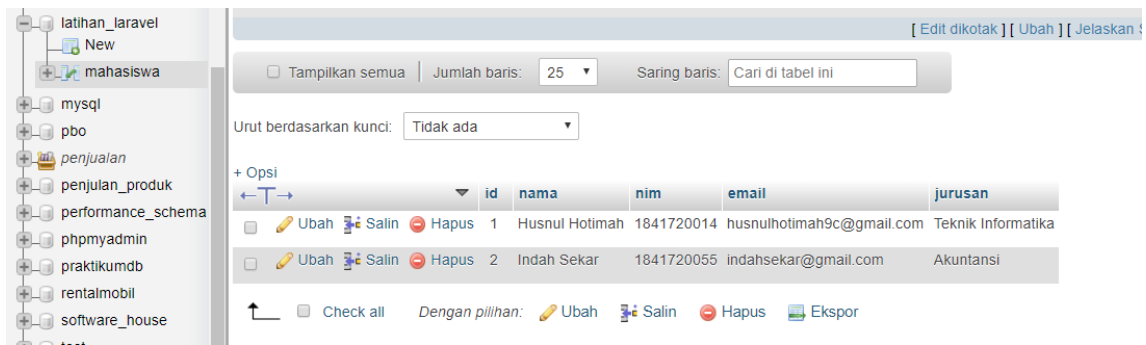 latihan_laravel
New
mahasiswa
mysql
pbo
penjualan
penjulan_produk
performance_schema
phpmyadmin
praktikumdb
rentalmobil
software_house
[ Edit dikotak ] [ Ubah ] [ Jelaskan
Tampilkan semua Jumlah baris: 25 Saring baris: Cari di tabel ini
Urut berdasarkan kunci: Tidak ada
+ Opsi
id nama nim email jurusan
Ubah Salin Hapus 1 Husnul Hotimah 1841720014 husnulhotimah9c@gmail.com Teknik Informatika
Ubah Salin Hapus 2 Indah Sekar 1841720055 indahsekar@gmail.com Akuntansi
Check all Dengan pilihan: Ubah Salin Hapus Ekspor